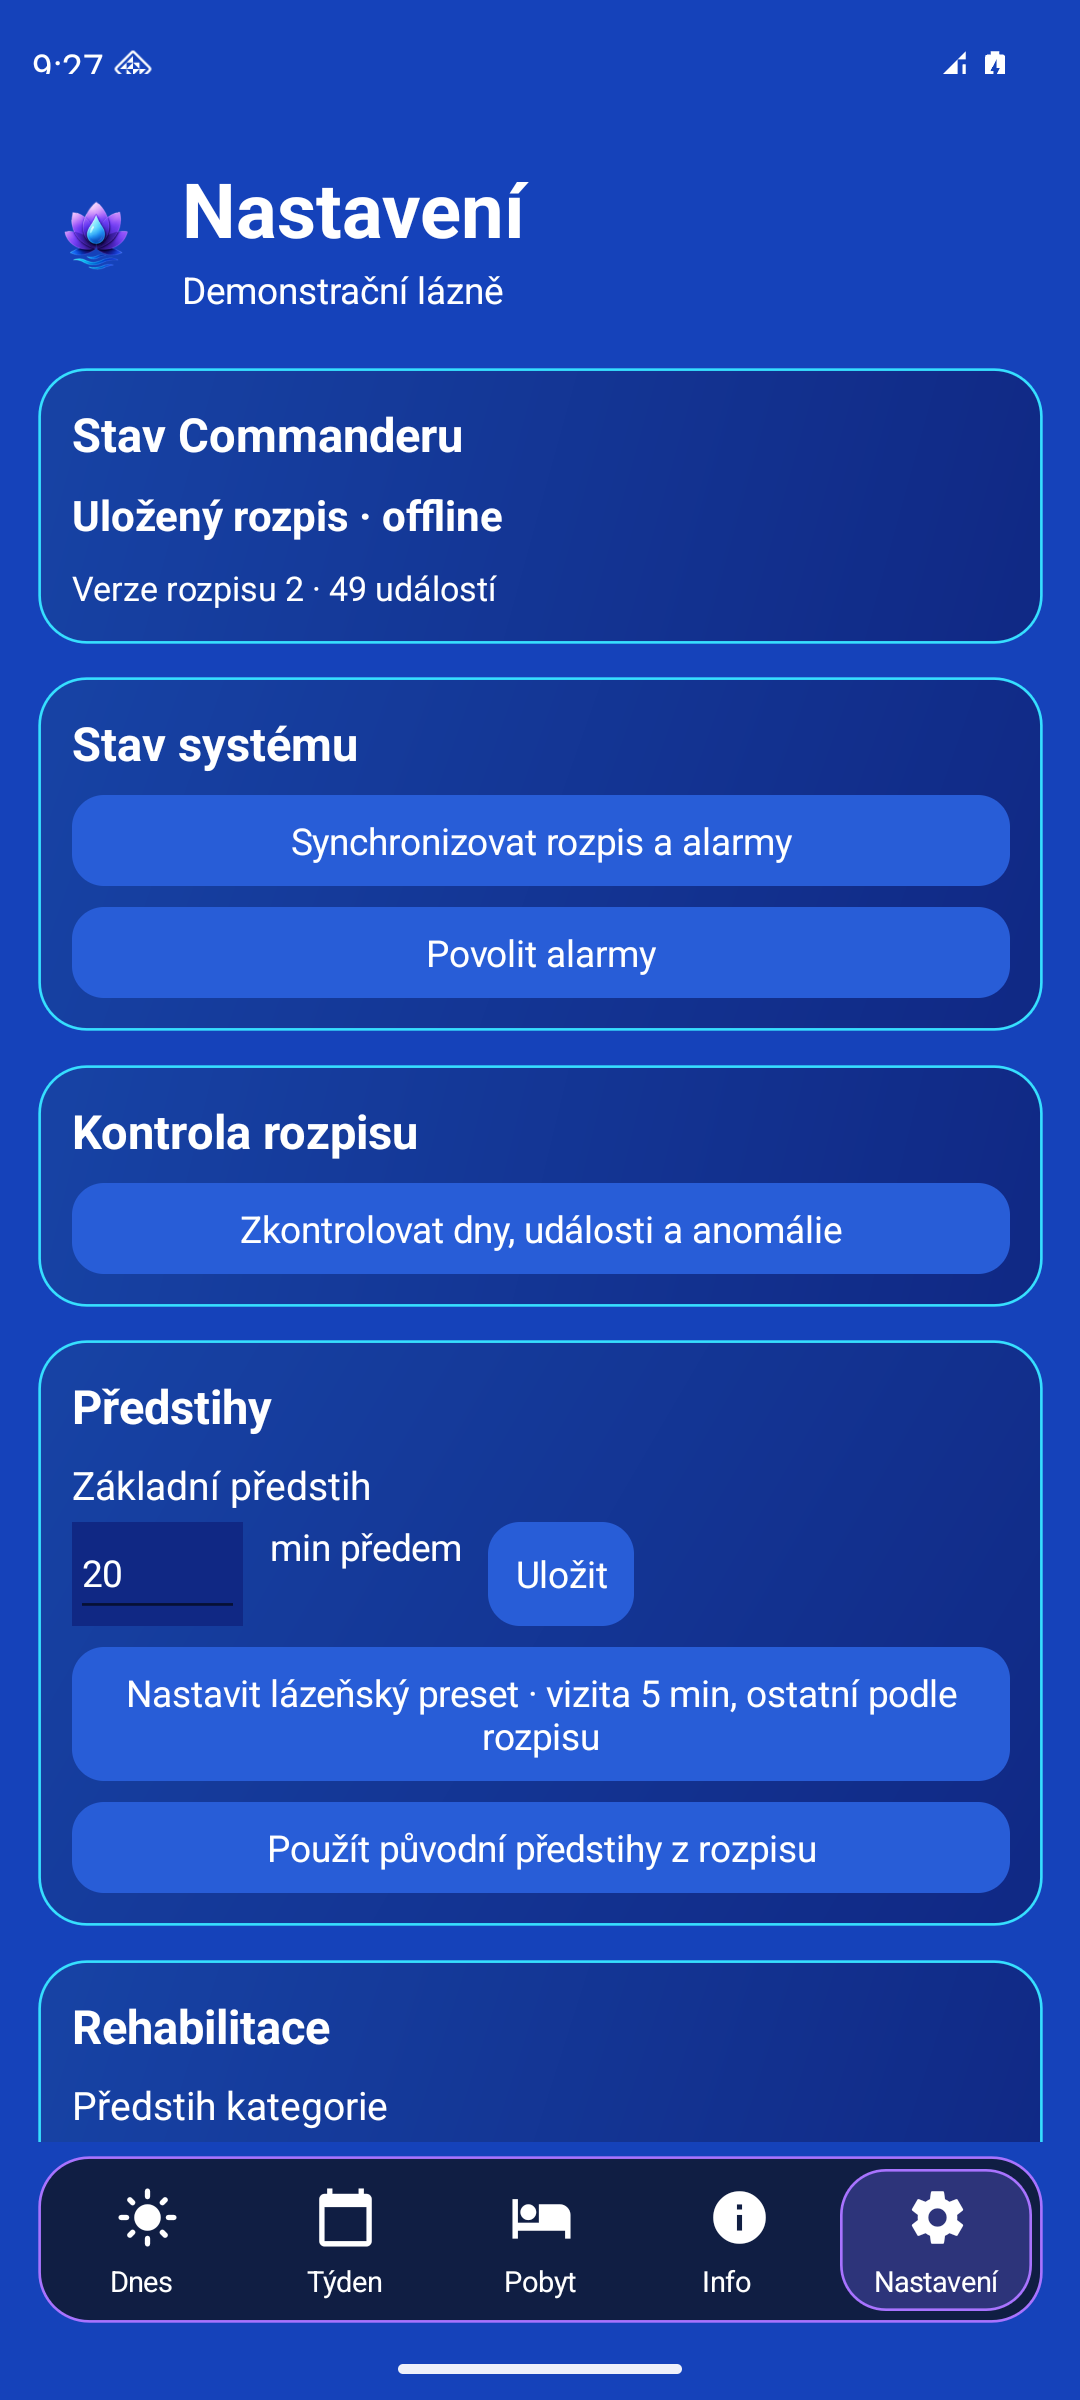 9:27
Nastavení
Demonstrační lázně
Stav Commanderu
Uložený rozpis · offline
Verze rozpisu 2 · 49 událostí
Stav systému
Synchronizovat rozpis a alarmy
Povolit alarmy
Kontrola rozpisu
Zkontrolovat dny, události a anomálie
Předstihy
Základní předstih
20 min předem Uložit
Nastavit lázeňský preset · vizita 5 min, ostatní podle
rozpisu
Použít původní předstihy z rozpisu
Rehabilitace
Předstih kategorie
Dnes Týden Pobyt Info Nastavení